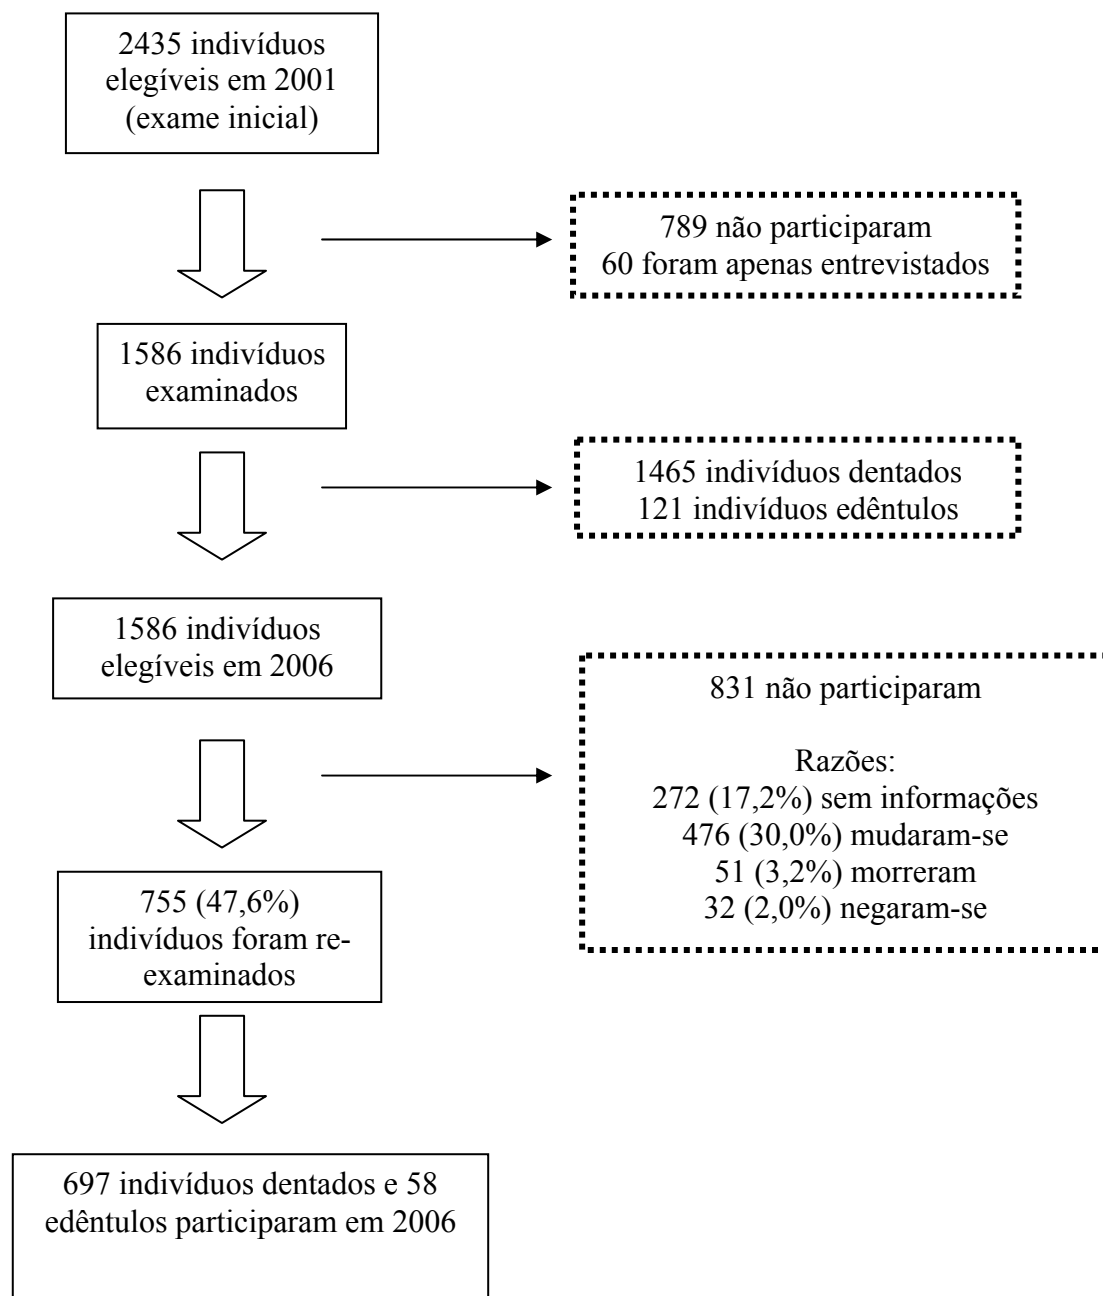 2435 indivíduos
elegíveis em 2001
(exame inicial)
789 não participaram
60 foram apenas entrevistados
1586 indivíduos
examinados
1465 indivíduos dentados
121 indivíduos edêntulos
1586 indivíduos
elegíveis em 2006
831 não participaram
Razões:
272 (17,2%) sem informações
476 (30,0%) mudaram-se
51 (3,2%) morreram
32 (2,0%) negaram-se
755 (47,6%)
indivíduos foram re-
examinados
697 indivíduos dentados e 58
edêntulos participaram em 2006